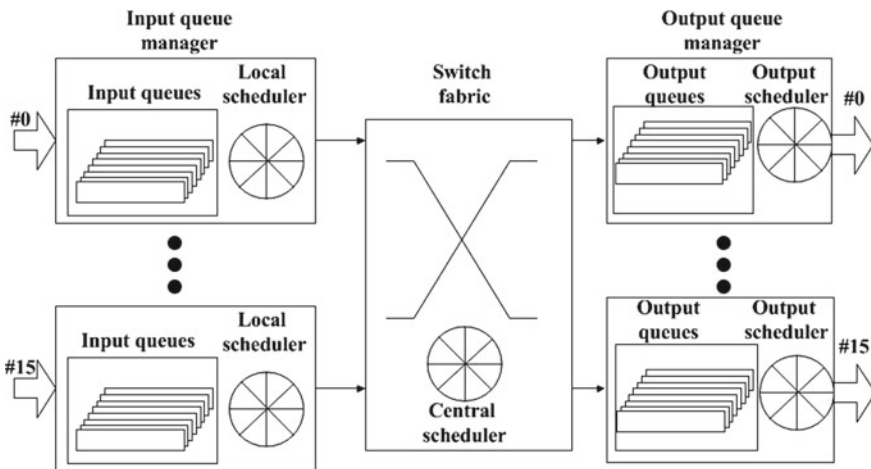 Input queue
manager
Input queues
Local
scheduler
#0
Switch
fabric
Output queue
manager
Output
queues
Output
scheduler
#0
Input queues
Local
scheduler
#15
Central
scheduler
Output
queues
Output
scheduler
#15